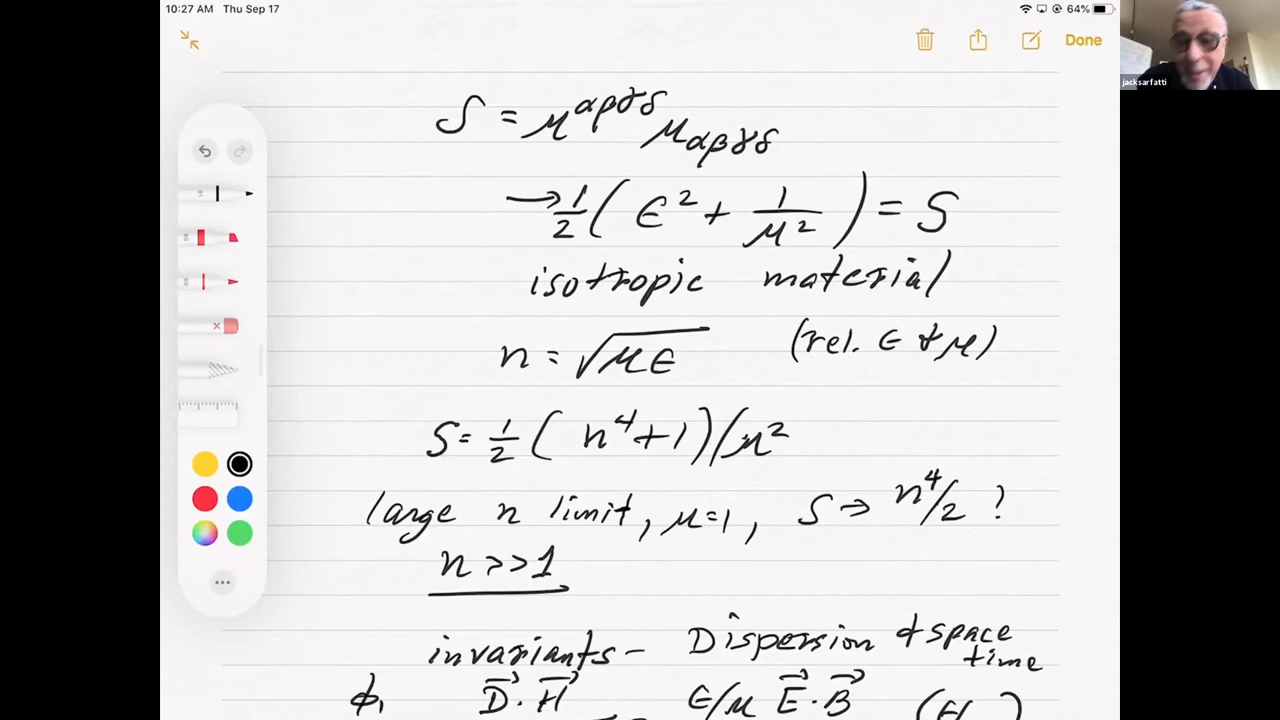 10:27 AM Thu Sep 17
64%
Done
jacksarfatti
S = μ^αβγδ μ_αβγδ
→ 1/2 ( ϵ² + 1/μ² ) = S
isotropic material
n = √με (rel. ϵ & μ)
S = 1/2 ( n⁴ + 1 ) / μ²
large n limit, μ=1, S → n⁴/2 ?
n >> 1
invariants - Dispersion & space
time
ϕ₁ D⃗ · H⃗ ϵ/μ E⃗ · B⃗